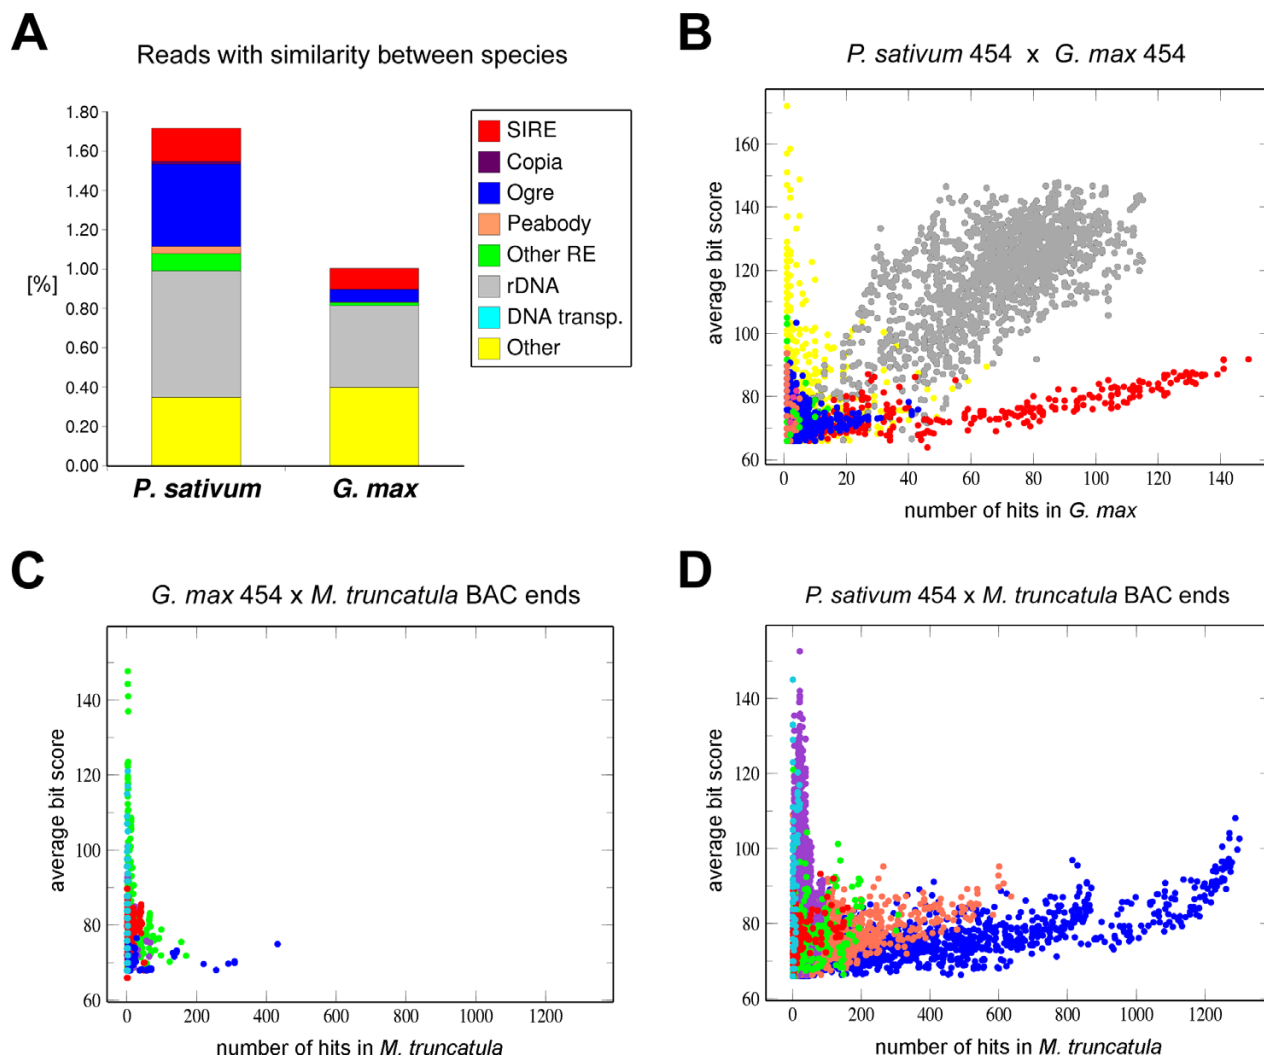 A
Reads with similarity between species
1.80
1.60
1.40
1.20
1.00
0.80
0.60
0.40
0.20
0.00
[%]
P. sativum
G. max
SIRE
Copia
Ogre
Peabody
Other RE
rDNA
DNA transp.
Other
B
P. sativum 454 x G. max 454
average bit score
160
140
120
100
80
60
0 20 40 60 80 100 120 140
number of hits in G. max
C
G. max 454 x M. truncatula BAC ends
average bit score
140
120
100
80
60
0 200 400 600 800 1000 1200
number of hits in M. truncatula
D
P. sativum 454 x M. truncatula BAC ends
average bit score
140
120
100
80
60
0 200 400 600 800 1000 1200
number of hits in M. truncatula